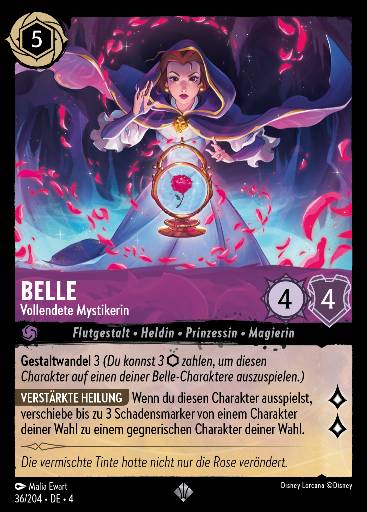 5
BELLE
Vollendete Mystikerin
4
4
Flutgestalt • Heldin • Prinzessin • Magierin
Gestaltwandel 3 (Du kannst 3 zahlen, um diesen
Charakter auf einen deiner Belle-Charaktere
auszuspielen.)
VERSTÄRKTE HEILUNG Wenn du diesen Charakter ausspielst,
verschiebe bis zu 3 Schadensmarker von einem Charakter
deiner Wahl zu einem gegnerischen Charakter deiner Wahl.
Die vermischte Tinte hatte nicht nur die Rose verändert.
Malia Ewart
36/204 • DE • 4
Disney Lorcana ©Disney